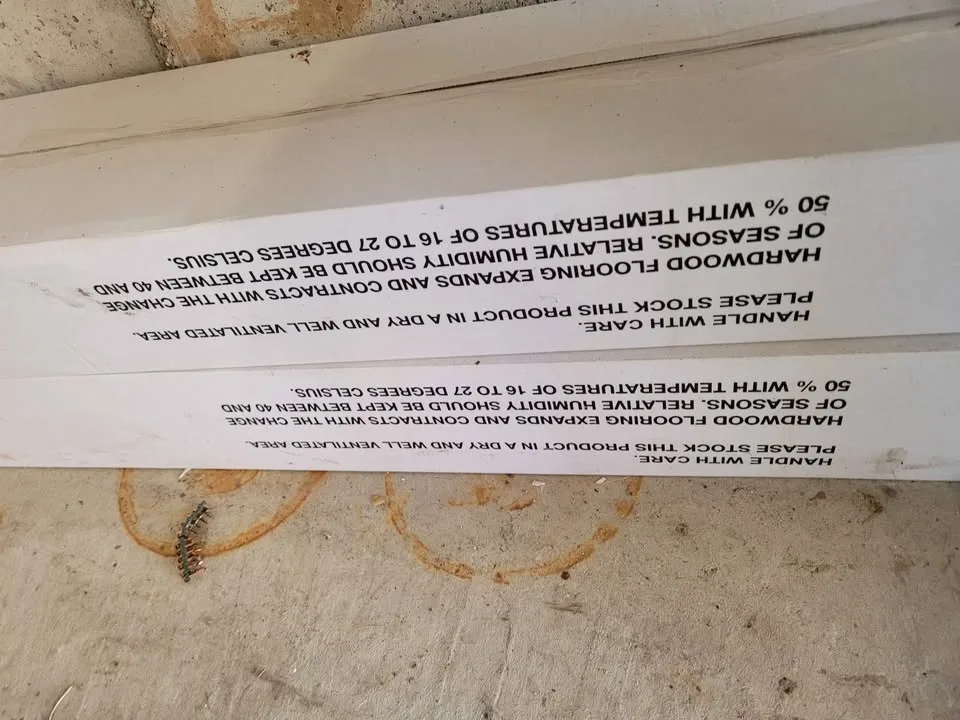 HANDLE WITH CARE.
PLEASE STOCK THIS PRODUCT IN A DRY AND WELL VENTILATED AREA.
HARDWOOD FLOORING EXPANDS AND CONTRACTS WITH THE CHANGE
OF SEASONS. RELATIVE HUMIDITY SHOULD BE KEPT BETWEEN 40 AND
50 % WITH TEMPERATURES OF 16 TO 27 DEGREES CELSIUS.
HANDLE WITH CARE.
PLEASE STOCK THIS PRODUCT IN A DRY AND WELL VENTILATED AREA.
HARDWOOD FLOORING EXPANDS AND CONTRACTS WITH THE CHANGE
OF SEASONS. RELATIVE HUMIDITY SHOULD BE KEPT BETWEEN 40 AND
50 % WITH TEMPERATURES OF 16 TO 27 DEGREES CELSIUS.